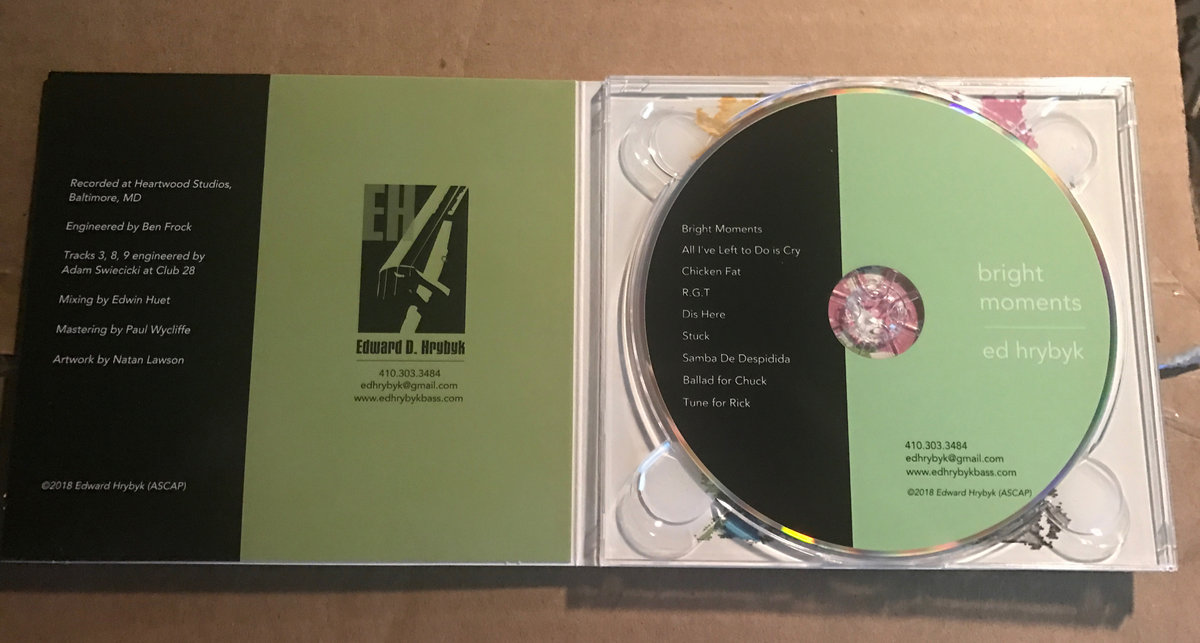 Recorded at Heartwood Studios,
Baltimore, MD
Engineered by Ben Frock
Tracks 3, 8, 9 engineered by
Adam Swiecicki at Club 28
Mixing by Edwin Huet
Mastering by Paul Wycliffe
Artwork by Natan Lawson
©2018 Edward Hrybyk (ASCAP)
EH
Edward D. Hrybyk
410.303.3484
edhrybyk@gmail.com
www.edhrybykbass.com
Bright Moments
All I've Left to Do is Cry
Chicken Fat
R.G.T
Dis Here
Stuck
Samba De Despidida
Ballad for Chuck
Tune for Rick
bright
moments
ed hrybyk
410.303.3484
edhrybyk@gmail.com
www.edhrybykbass.com
©2018 Edward Hrybyk (ASCAP)